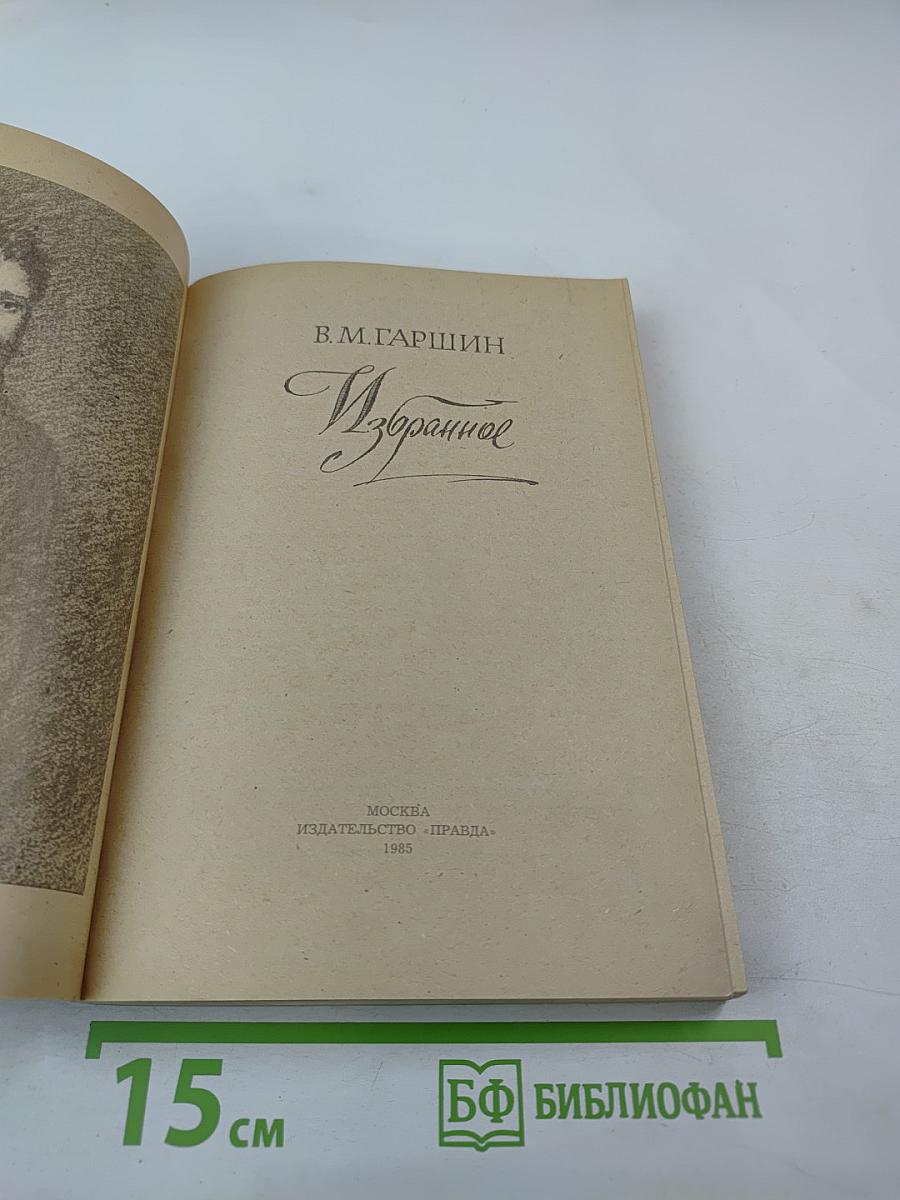 В. М. ГАРШИН
Избранное
МОСКВА
ИЗДАТЕЛЬСТВО «ПРАВДА»
1985
15 см
БФ БИБЛИОФАН